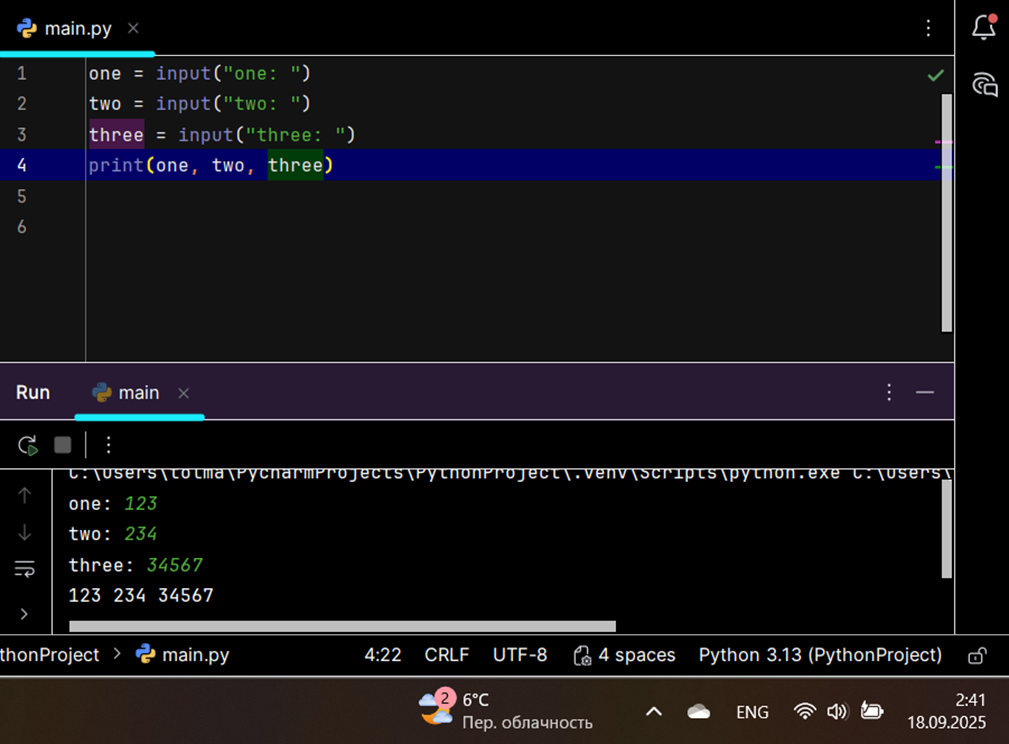 main.py
1 one = input("one: ")
2 two = input("two: ")
3 three = input("three: ")
4 print(one, two, three)
5
6
Run main
C:\Users\tolma\PycharmProjects\PythonProject\.venv\Scripts\python.exe C:\Users\
one: 123
two: 234
three: 34567
123 234 34567
thonProject > main.py 4:22 CRLF UTF-8 4 spaces Python 3.13 (PythonProject)
2 6°C
Пер. облачность
ENG
2:41
18.09.2025